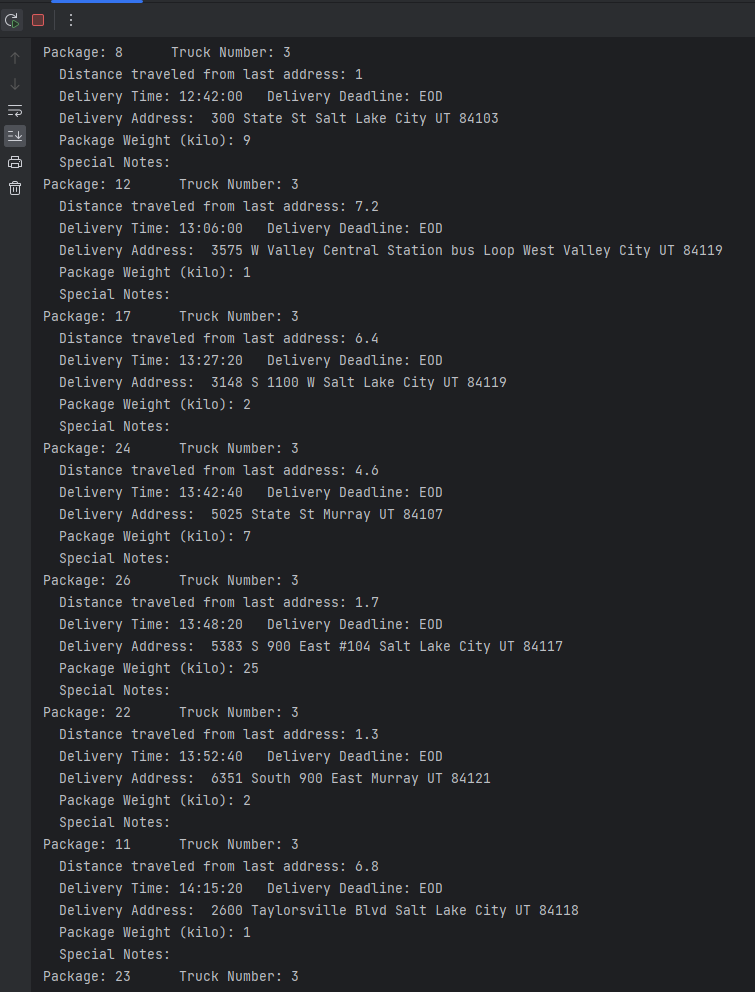 Package: 8      Truck Number: 3
  Distance traveled from last address: 1
  Delivery Time: 12:42:00   Delivery Deadline: EOD
  Delivery Address:  300 State St Salt Lake City UT 84103
  Package Weight (kilo): 9
  Special Notes:
Package: 12      Truck Number: 3
  Distance traveled from last address: 7.2
  Delivery Time: 13:06:00   Delivery Deadline: EOD
  Delivery Address:  3575 W Valley Central Station bus Loop West Valley City UT 84119
  Package Weight (kilo): 1
  Special Notes:
Package: 17      Truck Number: 3
  Distance traveled from last address: 6.4
  Delivery Time: 13:27:20   Delivery Deadline: EOD
  Delivery Address:  3148 S 1100 W Salt Lake City UT 84119
  Package Weight (kilo): 2
  Special Notes:
Package: 24      Truck Number: 3
  Distance traveled from last address: 4.6
  Delivery Time: 13:42:40   Delivery Deadline: EOD
  Delivery Address:  5025 State St Murray UT 84107
  Package Weight (kilo): 7
  Special Notes:
Package: 26      Truck Number: 3
  Distance traveled from last address: 1.7
  Delivery Time: 13:48:20   Delivery Deadline: EOD
  Delivery Address:  5383 S 900 East #104 Salt Lake City UT 84117
  Package Weight (kilo): 25
  Special Notes:
Package: 22      Truck Number: 3
  Distance traveled from last address: 1.3
  Delivery Time: 13:52:40   Delivery Deadline: EOD
  Delivery Address:  6351 South 900 East Murray UT 84121
  Package Weight (kilo): 2
  Special Notes:
Package: 11      Truck Number: 3
  Distance traveled from last address: 6.8
  Delivery Time: 14:15:20   Delivery Deadline: EOD
  Delivery Address:  2600 Taylorsville Blvd Salt Lake City UT 84118
  Package Weight (kilo): 1
  Special Notes:
Package: 23      Truck Number: 3